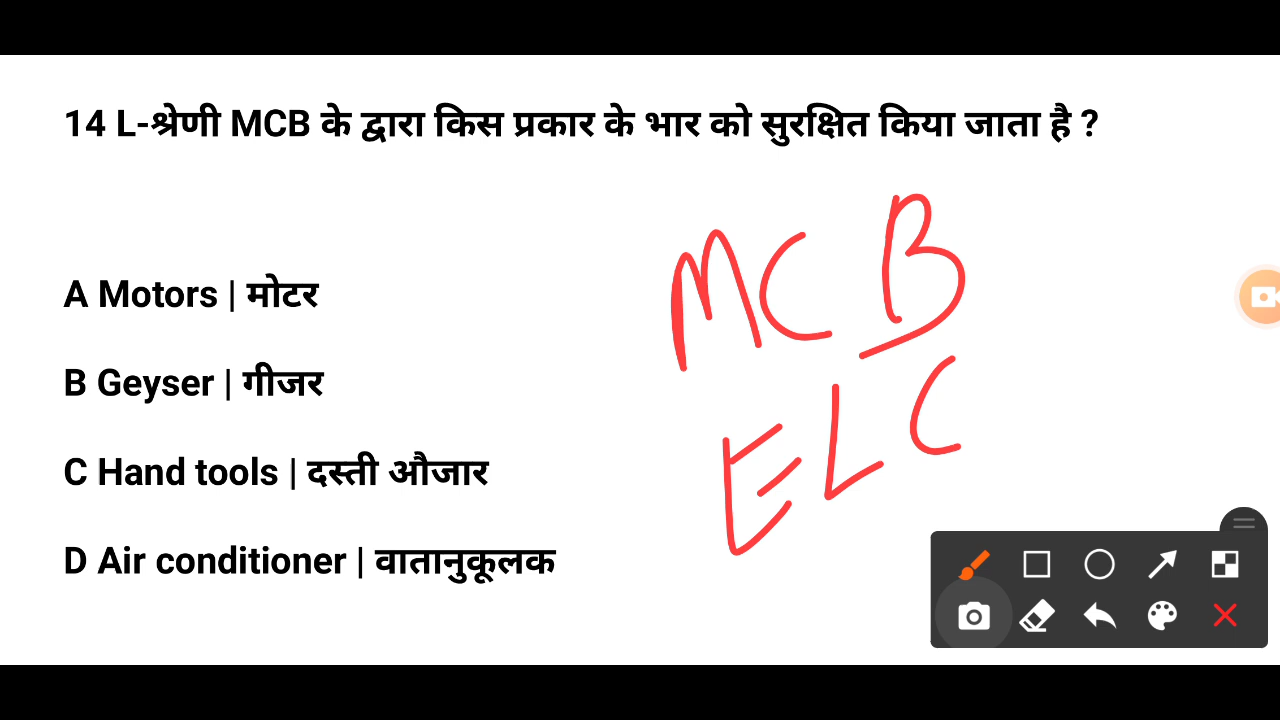 14 L-श्रेणी MCB के द्वारा किस प्रकार के भार को सुरक्षित किया जाता है ?
MCB
A Motors | मोटर
B Geyser | गीजर
ELC
C Hand tools | दस्ती औजार
D Air conditioner | वातानुकूलक